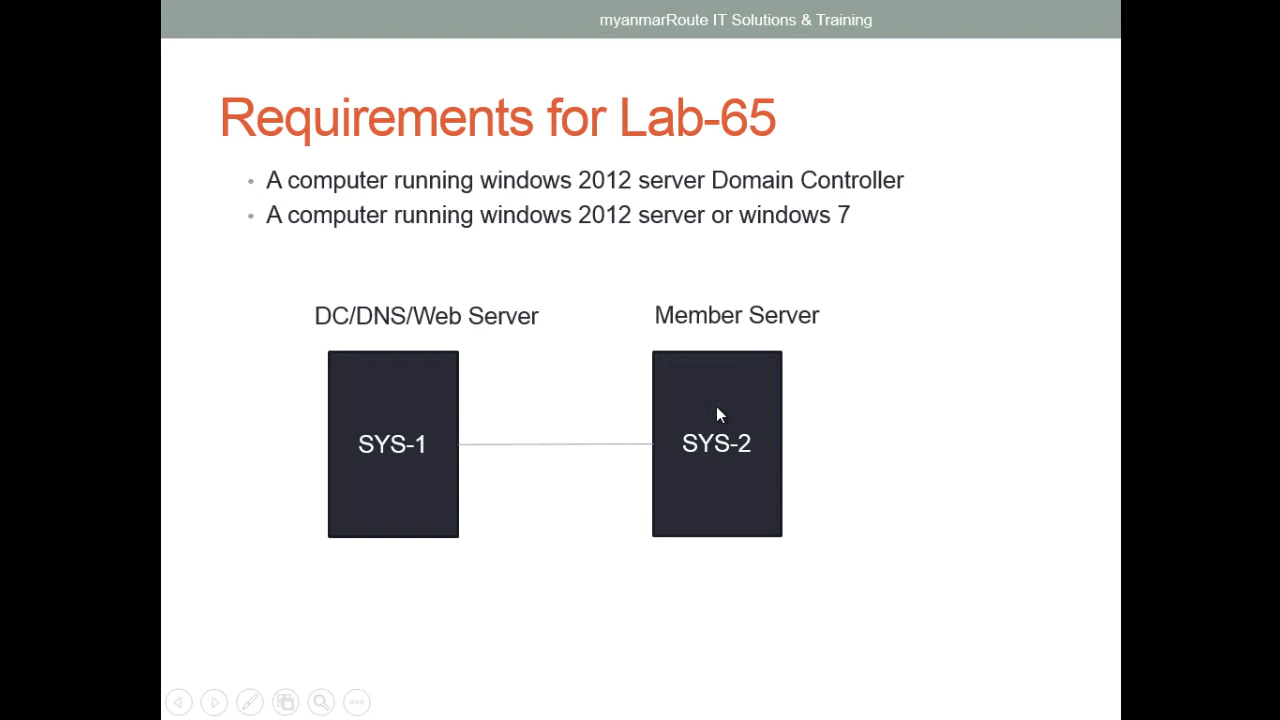 myanmarRoute IT Solutions & Training
Requirements for Lab-65
• A computer running windows 2012 server Domain Controller
• A computer running windows 2012 server or windows 7
DC/DNS/Web Server
Member Server
SYS-1
SYS-2